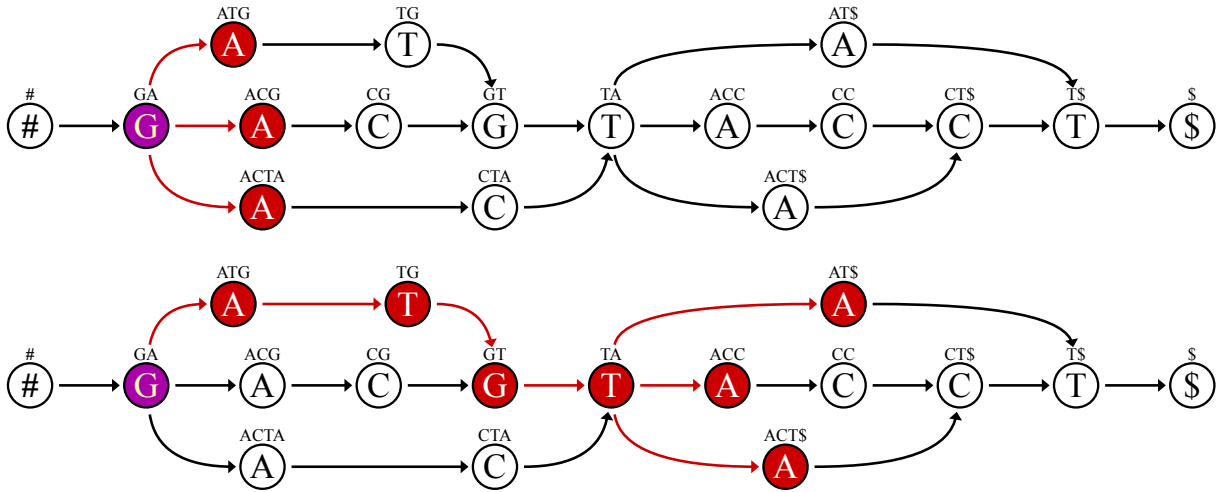 ATG TG AT$
A T A
# GA ACG CG GT TA ACC CC CT$ T$ $
# G A C G T A C C T $
ACTA CTA ACT$
A C A
ATG TG AT$
A T A
# GA ACG CG GT TA ACC CC CT$ T$ $
# G A C G T A C C T $
ACTA CTA ACT$
A C A